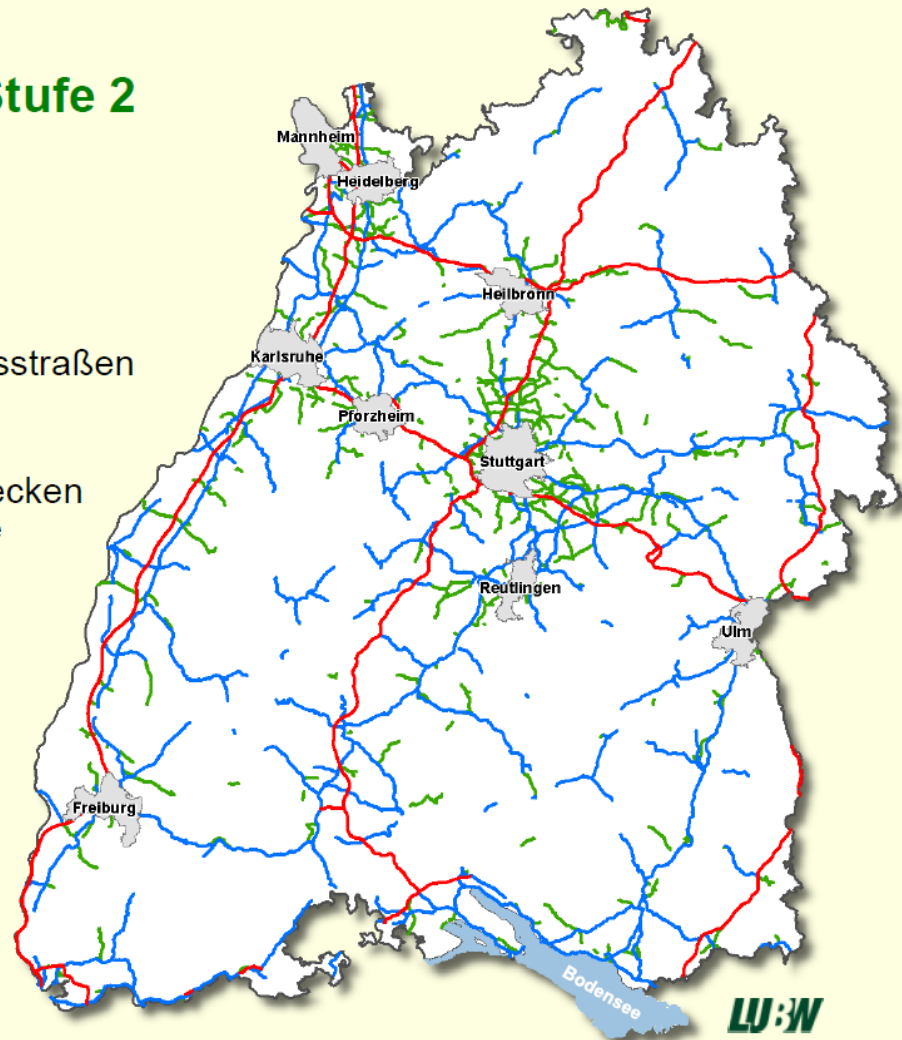 Stufe 2
Mannheim
Heidelberg
Heilbronn
sstraßen
Karlsruhe
Pforzheim
Stuttgart
ecken
e
Reutlingen
Ulm
Freiburg
Bodensee
LUBW